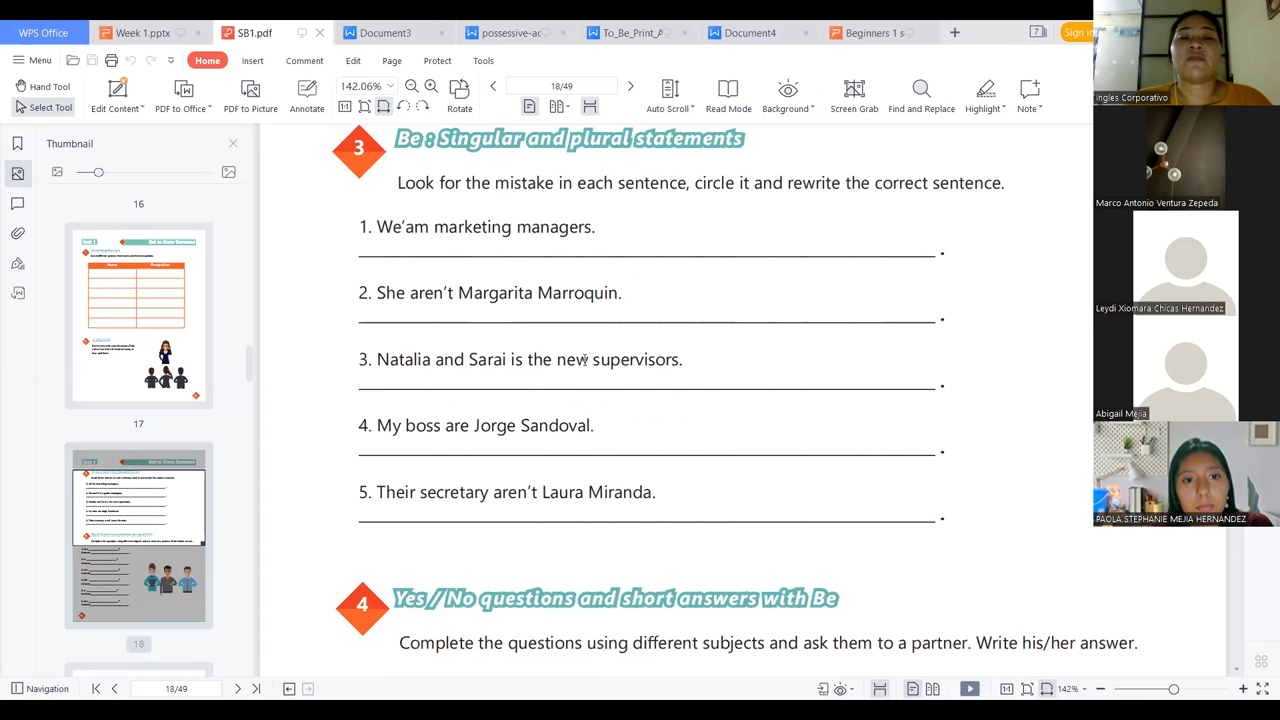 WPS Office
Week 1.pptx
SB1.pdf
Document3
possessive-ad
To_Be_Print_A
Document4
Beginners 1 s
7
Sign in
Menu
Home
Insert
Comment
Edit
Page
Protect
Tools
Hand Tool
Select Tool
Edit Content
PDF to Office
PDF to Picture
Annotate
142.06%
Rotate
18/49
Auto Scroll
Read Mode
Background
Screen Grab
Find and Replace
Highlight
Note
Thumbnail
16
17
18
3
Be : Singular and plural statements
Look for the mistake in each sentence, circle it and rewrite the correct sentence.
1. We'am marketing managers.
2. She aren't Margarita Marroquin.
3. Natalia and Sarai is the new supervisors.
4. My boss are Jorge Sandoval.
5. Their secretary aren't Laura Miranda.
4
Yes / No questions and short answers with Be
Complete the questions using different subjects and ask them to a partner. Write his/her answer.
Ingles Corporativo
Marco Antonio Ventura Zepeda
Leydi Xiomara Chicas Hernandez
Abigail Mejia
PAOLA STEPHANIE MEJIA HERNANDEZ
Navigation
18/49
142%